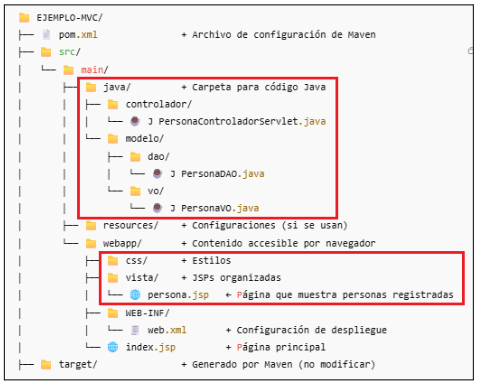 EJEMPLO-MVC/
├── pom.xml + Archivo de configuración de Maven
├── src/
│ └── main/
│ ├── java/ + Carpeta para código Java
│ │ ├── controlador/
│ │ │ └── J PersonaControladorServlet.java
│ │ └── modelo/
│ │ ├── dao/
│ │ │ └── J PersonaDAO.java
│ │ └── vo/
│ │ └── J PersonaVO.java
│ ├── resources/ + Configuraciones (si se usan)
│ └── webapp/ + Contenido accesible por navegador
│ ├── css/ + Estilos
│ ├── vista/ + JSPs organizadas
│ │ └── persona.jsp ← Página que muestra personas registradas
│ ├── WEB-INF/
│ │ └── web.xml + Configuración de despliegue
│ └── index.jsp + Página principal
├── target/ + Generado por Maven (no modificar)